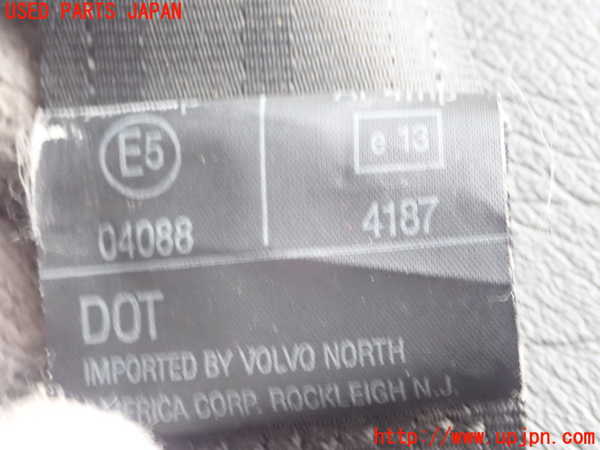 USED PARTS JAPAN
Ar4mp
E5
e 13
04088
4187
DOT
IMPORTED BY VOLVO NORTH
AMERICA CORP. ROCKLEIGH N.J.
http://www.upjpn.com/